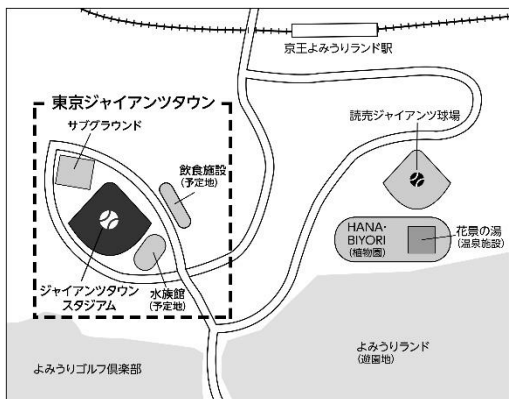 京王よみうりランド駅
東京ジャイアンツタウン
サブグラウンド
読売ジャイアンツ球場
飲食施設
(予定地)
HANA・
BIYORI
(植物園)
花景の湯
(温泉施設)
ジャイアンツタウン
スタジアム
水族館
(予定地)
よみうりランド
(遊園地)
よみうりゴルフ倶楽部